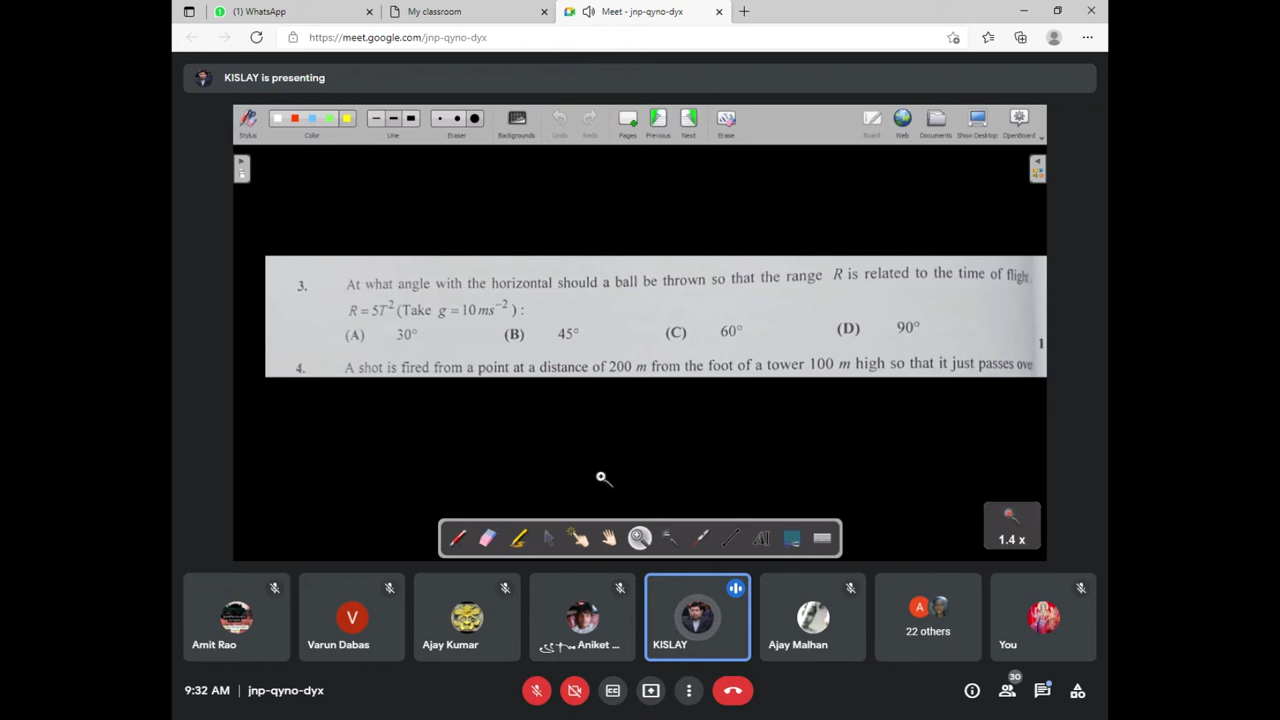 (1) WhatsApp
My classroom
Meet - jnp-qyno-dyx
https://meet.google.com/jnp-qyno-dyx
KISLAY is presenting
Stylus
Color
Line
Eraser
Backgrounds
Undo
Redo
Pages
Previous
Next
Erase
Board
Web
Documents
Show Desktop
OpenBoard
3. At what angle with the horizontal should a ball be thrown so that the range R is related to the time of flight
R = 5T² (Take g = 10 ms⁻²) :
(A) 30° (B) 45° (C) 60° (D) 90°
1
4. A shot is fired from a point at a distance of 200 m from the foot of a tower 100 m high so that it just passes ove
1.4 x
Amit Rao
V
Varun Dabas
Ajay Kumar
Aniket ...
KISLAY
Ajay Malhan
A
22 others
You
9:32 AM | jnp-qyno-dyx
30